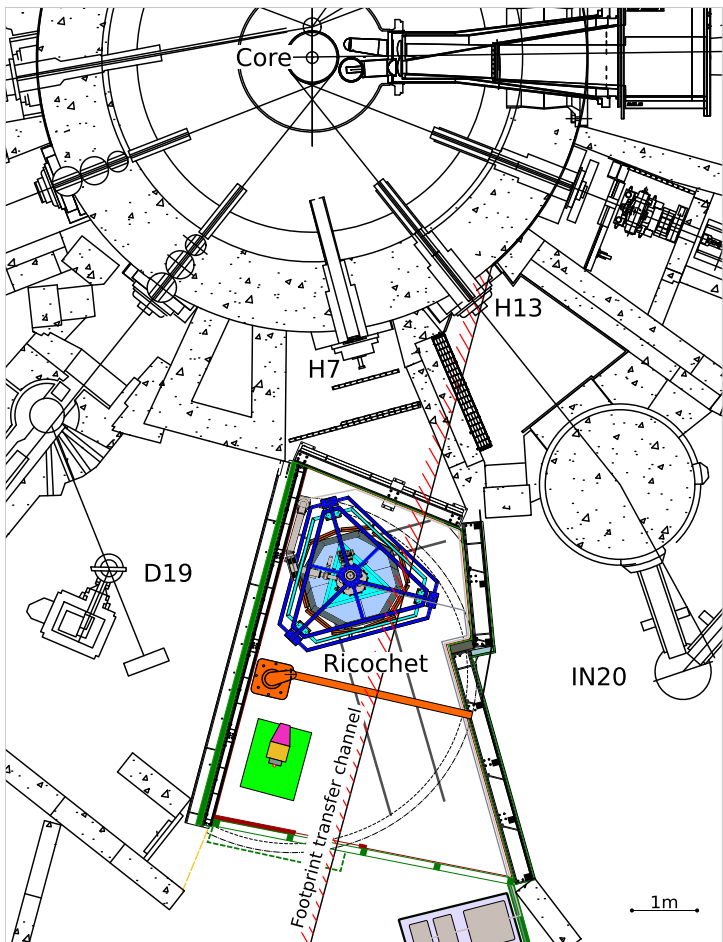 Core
H13
H7
D19
Ricochet
IN20
Footprint transfer channel
1m